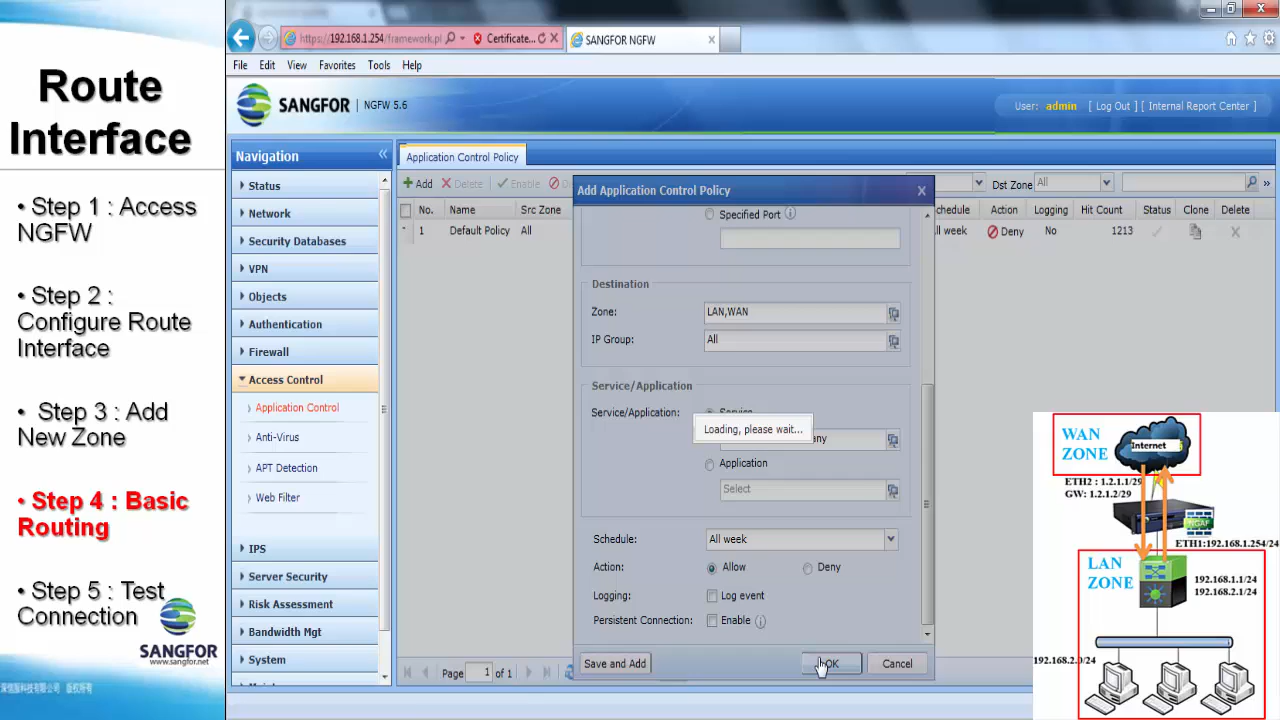 Route
Interface
• Step 1 : Access
NGFW
• Step 2 :
Configure Route
Interface
• Step 3 : Add
New Zone
• Step 4 : Basic
Routing
• Step 5 : Test
Connection
SANGFOR
www.sangfor.net
https://192.168.1.254/framework.pl
Certificate...
SANGFOR NGFW
File Edit View Favorites Tools Help
SANGFOR NGFW 5.6
User: admin [ Log Out ] [ Internal Report Center ]
Navigation
Status
Network
Security Databases
VPN
Objects
Authentication
Firewall
Access Control
Application Control
Anti-Virus
APT Detection
Web Filter
IPS
Server Security
Risk Assessment
Bandwidth Mgt
System
Application Control Policy
Add Delete Enable
Dst Zone All
No. Name Src Zone
Action Logging Hit Count Status Clone Delete
1 Default Policy All
All week Deny No 1213
Add Application Control Policy
Specified Port
Destination
Zone: LAN,WAN
IP Group: All
Service/Application
Service/Application: Service
Loading, please wait...
Application
Select
Schedule: All week
Action: Allow Deny
Logging: Log event
Persistent Connection: Enable
Save and Add OK Cancel
Page 1 of 1
WAN
ZONE
Internet
ETH2 : 1.2.1.1/29
GW: 1.2.1.2/29
NGAF
ETH1:192.168.1.254/24
LAN
ZONE
192.168.1.1/24
192.168.2.1/24
192.168.2.0/24